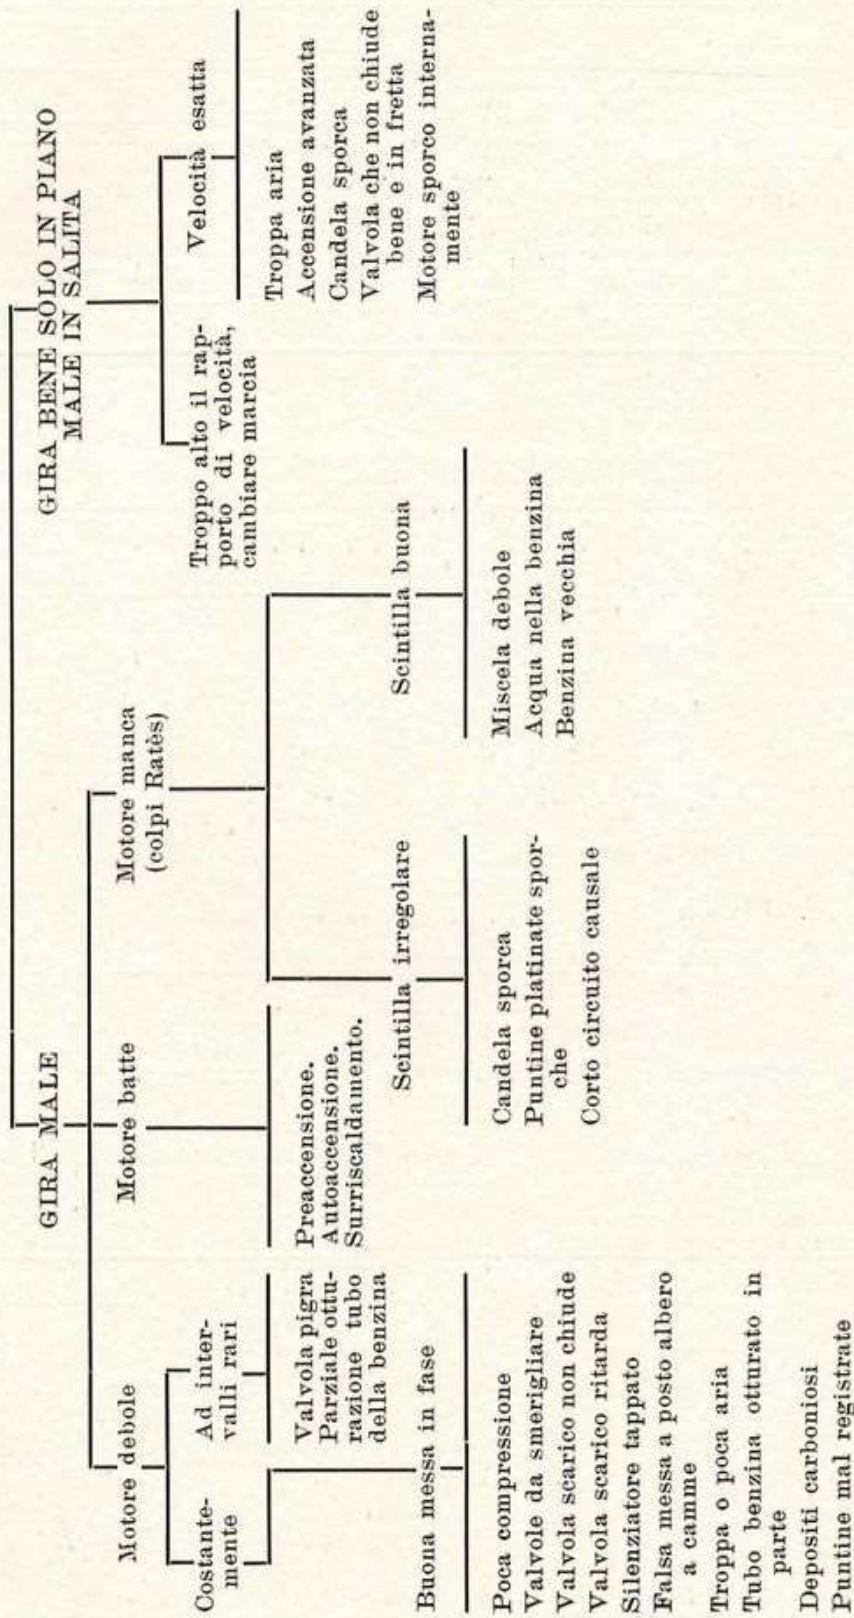 GIRA MALE
GIRA BENE SOLO IN PIANO
MALE IN SALITA
Motore debole
Motore batte
Motore manca
(colpi Ratès)
Troppo alto il rap-
porto di velocità,
cambiare marcia
Velocità esatta
Costante-
mente
Ad inter-
valli rari
Valvola pigra
Parziale ottu-
razione tubo
della benzina
Preaccensione.
Autoaccensione.
Surriscaldamento.
Troppa aria
Accensione avanzata
Candela sporca
Valvola che non chiude
bene e in fretta
Motore sporco interna-
mente
Buona messa in fase
Scintilla irregolare
Scintilla buona
Poca compressione
Valvole da smerigliare
Valvola scarico non chiude
Valvola scarico ritarda
Silenziatore tappato
Falsa messa a posto albero
a camme
Troppa o poca aria
Tubo benzina otturato in
parte
Depositi carboniosi
Puntine mal registrate
Candela sporca
Puntine platinate spor-
che
Corto circuito causale
Miscela debole
Acqua nella benzina
Benzina vecchia